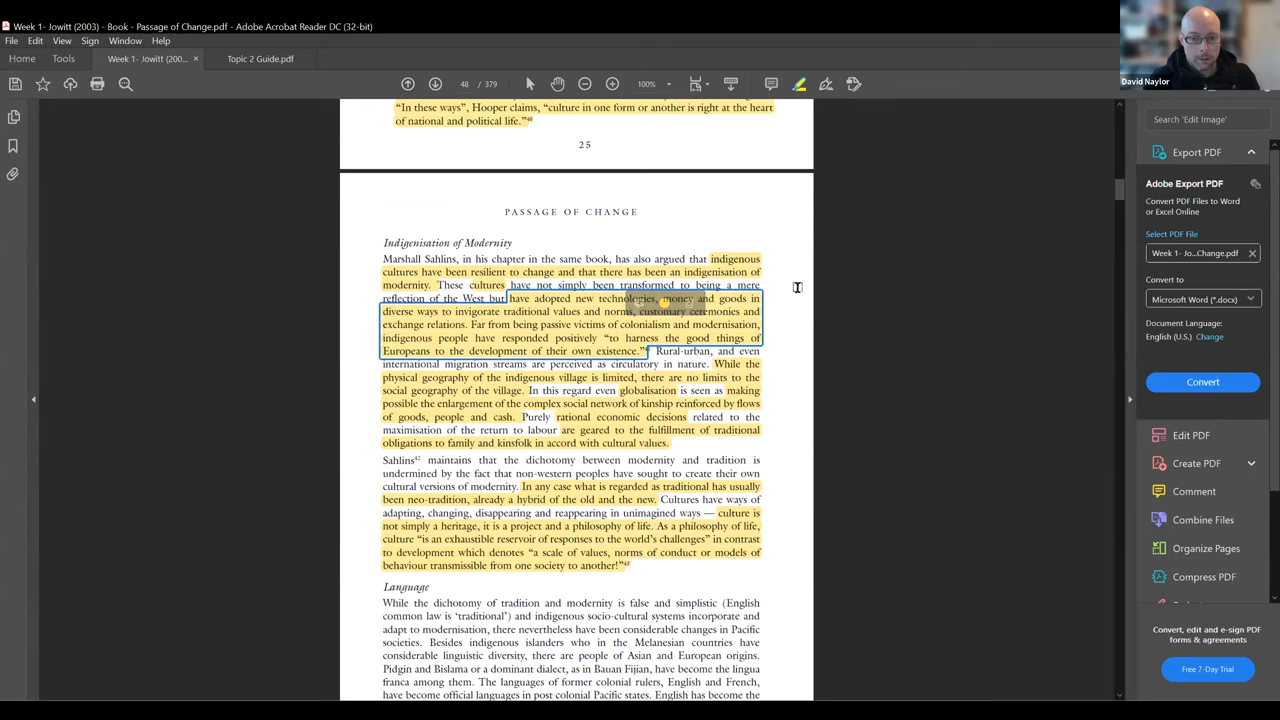 Week 1- Jowitt (2003) - Book - Passage of Change.pdf - Adobe Acrobat Reader DC (32-bit)
File Edit View Sign Window Help
Home Tools Week 1- Jowitt (200... × Topic 2 Guide.pdf
48 / 379 100%
David Naylor
"In these ways", Hooper claims, "culture in one form or another is right at the heart
of national and political life."⁴⁰
25
PASSAGE OF CHANGE
Indigenisation of Modernity
Marshall Sahlins, in his chapter in the same book, has also argued that indigenous
cultures have been resilient to change and that there has been an indigenisation of
modernity. These cultures have not simply been transformed to being a mere
reflection of the West but have adopted new technologies, money and goods in
diverse ways to invigorate traditional values and norms, customary ceremonies and
exchange relations. Far from being passive victims of colonialism and modernisation,
indigenous people have responded positively "to harness the good things of
Europeans to the development of their own existence." Rural-urban, and even
international migration streams are perceived as circulatory in nature. While the
physical geography of the indigenous village is limited, there are no limits to the
social geography of the village. In this regard even globalisation is seen as making
possible the enlargement of the complex social network of kinship reinforced by flows
of goods, people and cash. Purely rational economic decisions related to the
maximisation of the return to labour are geared to the fulfillment of traditional
obligations to family and kinsfolk in accord with cultural values.
Sahlins⁴² maintains that the dichotomy between modernity and tradition is
undermined by the fact that non-western peoples have sought to create their own
cultural versions of modernity. In any case what is regarded as traditional has usually
been neo-tradition, already a hybrid of the old and the new. Cultures have ways of
adapting, changing, disappearing and reappearing in unimagined ways — culture is
not simply a heritage, it is a project and a philosophy of life. As a philosophy of life,
culture "is an exhaustible reservoir of responses to the world's challenges" in contrast
to development which denotes "a scale of values, norms of conduct or models of
behaviour transmissible from one society to another!"⁴³
Language
While the dichotomy of tradition and modernity is false and simplistic (English
common law is 'traditional') and indigenous socio-cultural systems incorporate and
adapt to modernisation, there nevertheless have been considerable changes in Pacific
societies. Besides indigenous islanders who in the Melanesian countries have
considerable linguistic diversity, there are people of Asian and European origins.
Pidgin and Bislama or a dominant dialect, as in Bauan Fijian, have become the lingua
franca among them. The languages of former colonial rulers, English and French,
have become official languages in post colonial Pacific states. English has become the
Search 'Edit Image'
Export PDF
Adobe Export PDF
Convert PDF Files to Word
or Excel Online
Select PDF File
Week 1- Jo...Change.pdf
Convert to
Microsoft Word (*.docx)
Document Language:
English (U.S.) Change
Convert
Edit PDF
Create PDF
Comment
Combine Files
Organize Pages
Compress PDF
Convert, edit and e-sign PDF
forms & agreements
Free 7-Day Trial